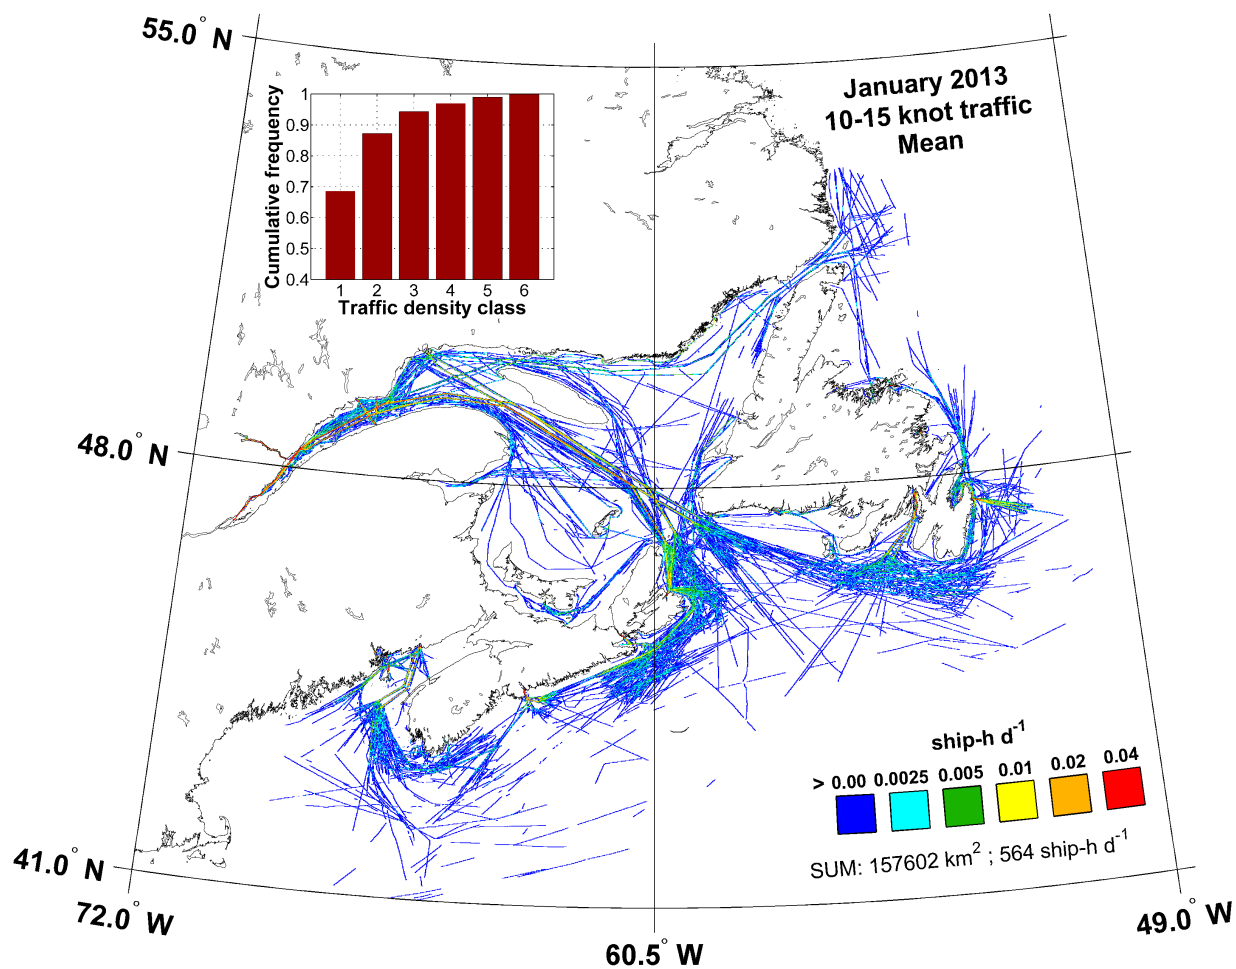 55.0° N
January 2013
10-15 knot traffic
Mean
Cumulative frequency
1
0.9
0.8
0.7
0.6
0.5
0.4
1 2 3 4 5 6
Traffic density class
48.0° N
ship-h d-1
> 0.00 0.0025 0.005 0.01 0.02 0.04
SUM: 157602 km2 ; 564 ship-h d-1
41.0° N
72.0° W
60.5° W
49.0° W